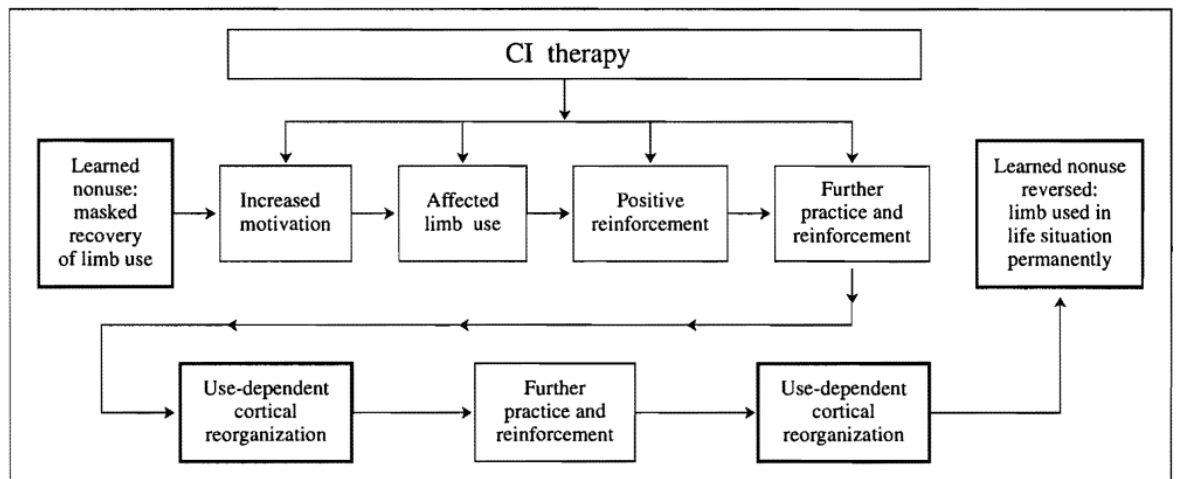 CI therapy
Learned
nonuse:
masked
recovery
of limb use
Increased
motivation
Affected
limb use
Positive
reinforcement
Further
practice and
reinforcement
Learned nonuse
reversed:
limb used in
life situation
permanently
Use-dependent
cortical
reorganization
Further
practice and
reinforcement
Use-dependent
cortical
reorganization